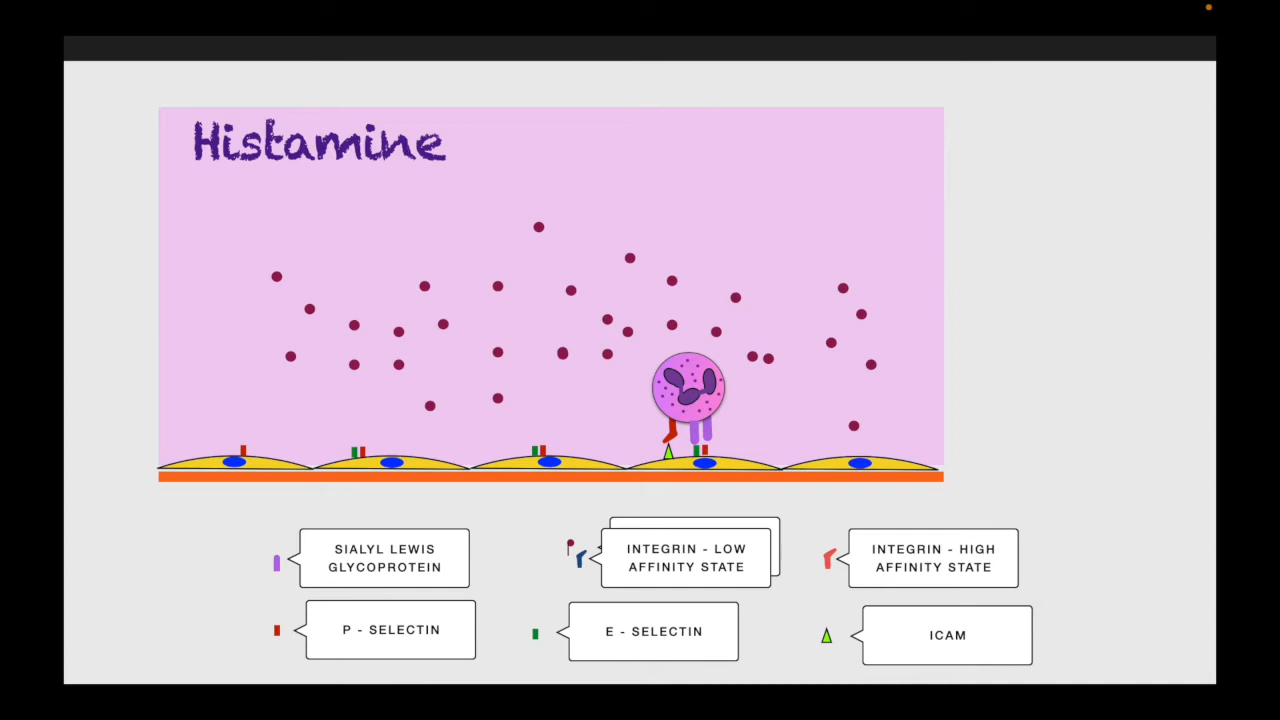 Histamine
SIALYL LEWIS
GLYCOPROTEIN
INTEGRIN - LOW
AFFINITY STATE
INTEGRIN - HIGH
AFFINITY STATE
P - SELECTIN
E - SELECTIN
ICAM